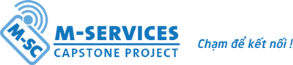 M-SC
M-SERVICES
CAPSTONE PROJECT
Chạm để kết nối !